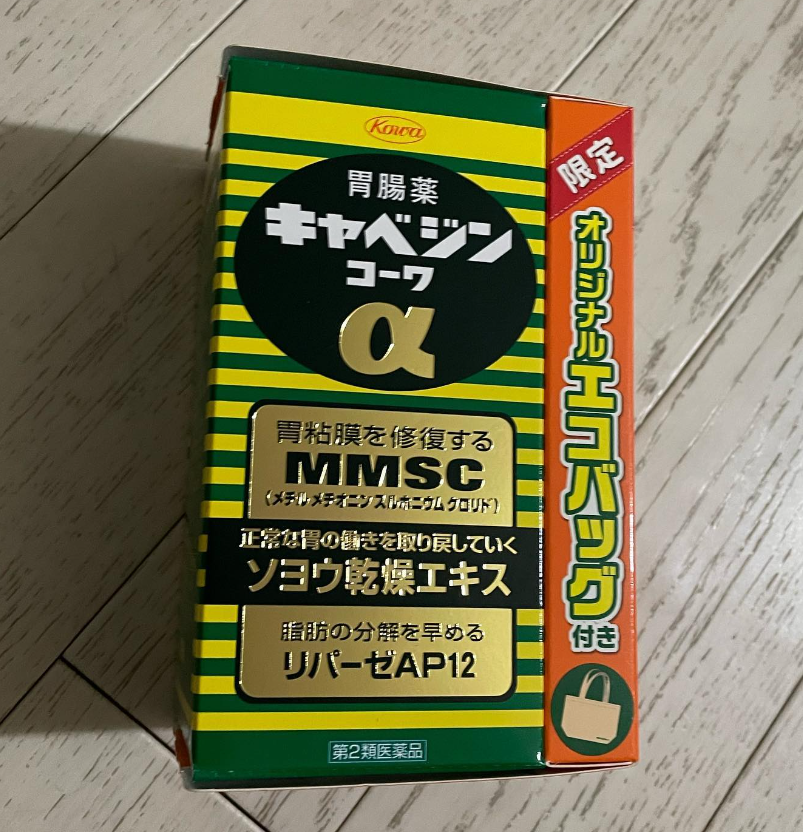 Kowa
胃腸薬
キャベジン
コーワ
α
胃粘膜を修復する
MMSC
(メチルメチオニンスルホニウムクロリド)
正常な胃の働きを取り戻していく
ソヨウ乾燥エキス
脂肪の分解を早める
リパーゼAP12
第2類医薬品
限定
オリジナルエコバッグ付き